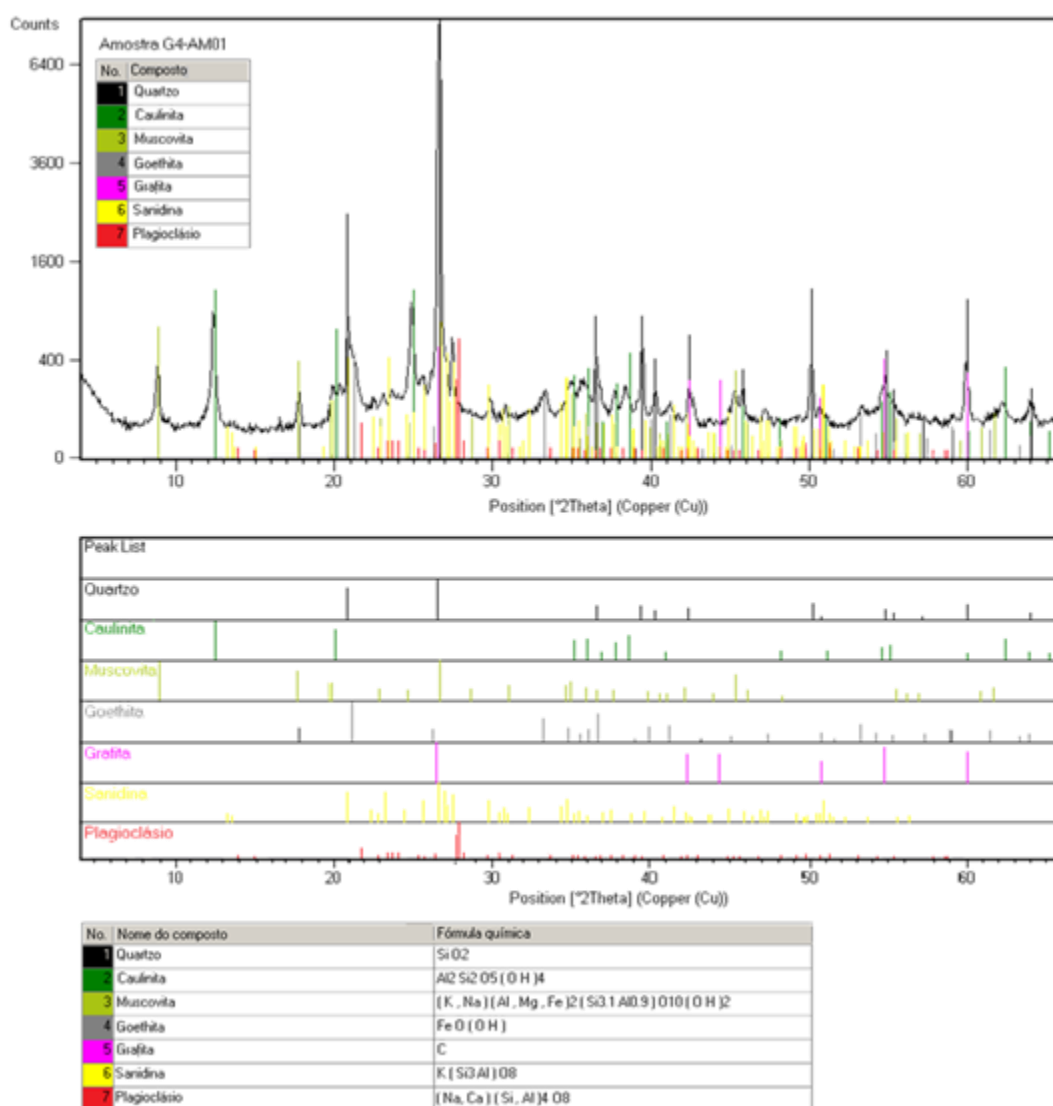 Counts
Amostra G4-AM01
No. Composto
6400
1 Quartzo
2 Caulinita
3 Muscovita
3600
4 Goethita
5 Grafita
6 Sanidina
7 Plagioclásio
1600
400
0
10 20 30 40 50 60
Position [°2Theta] (Copper (Cu))
Peak List
Quartzo
Caulinita
Muscovita
Goethita
Grafita
Sanidina
Plagioclásio
10 20 30 40 50 60
Position [°2Theta] (Copper (Cu))
No. Nome do composto Fórmula química
1 Quartzo Si O2
2 Caulinita Al2 Si2 O5 ( O H )4
3 Muscovita ( K , Na ) ( Al , Mg , Fe )2 ( Si3.1 Al0.9 ) O10 ( O H )2
4 Goethita Fe O ( O H )
5 Grafita C
6 Sanidina K ( Si3 Al ) O8
7 Plagioclásio ( Na, Ca ) ( Si , Al )4 O8